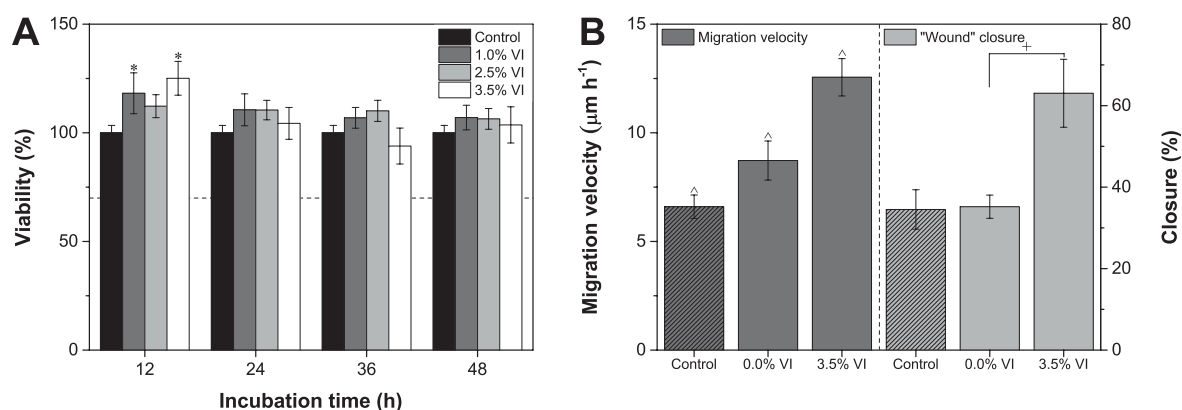 A
150
100
50
0
Viability (%)
Control
1.0% VI
2.5% VI
3.5% VI
*
*
12 24 36 48
Incubation time (h)
B
15
10
5
0
Migration velocity (µm h⁻¹)
Migration velocity
"Wound" closure
^
^
^
+
80
60
40
20
0
Closure (%)
Control 0.0% VI 3.5% VI Control 0.0% VI 3.5% VI